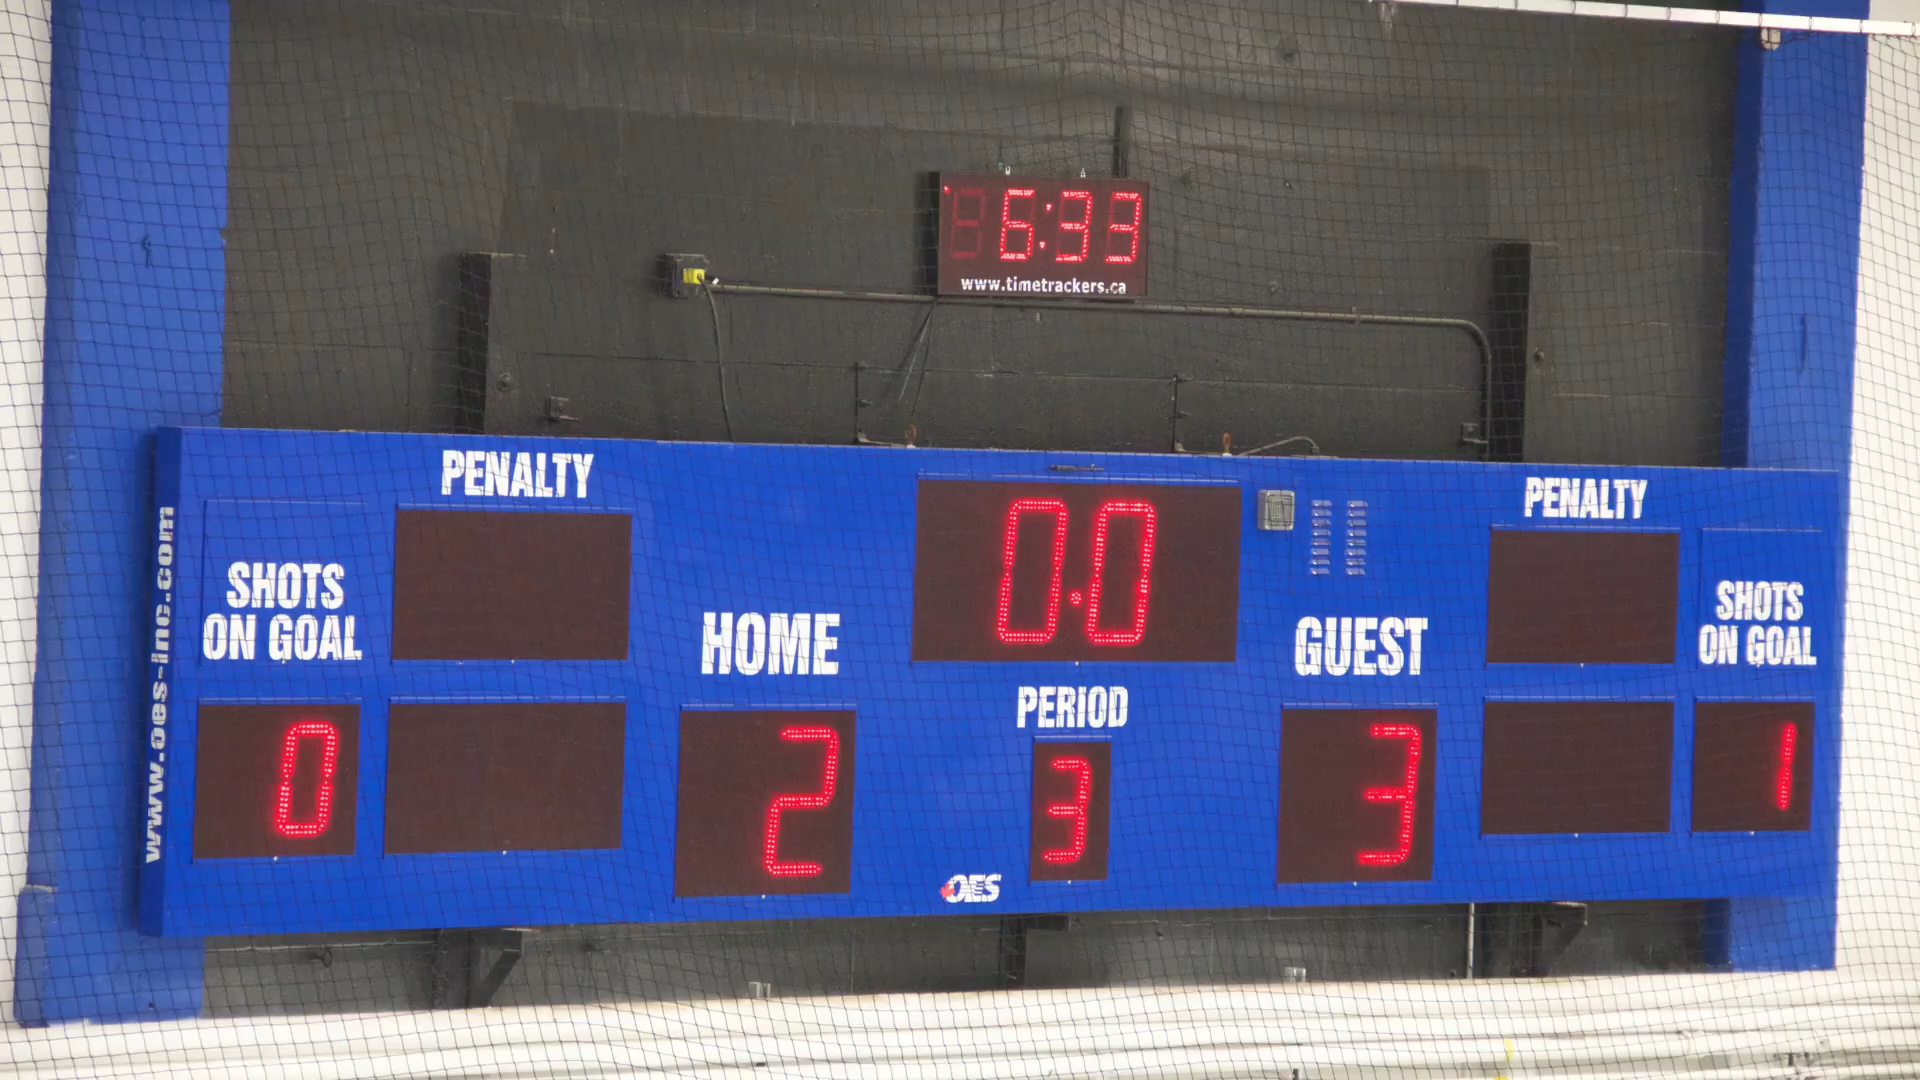 6:33
www.timetrackers.ca
PENALTY
PENALTY
0.0
SHOTS
ON GOAL
HOME
GUEST
SHOTS
ON GOAL
PERIOD
0
2
3
3
1
OES
www.oes-inc.com